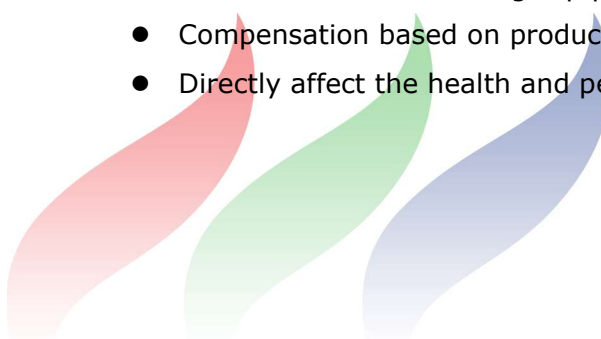 ● Compensation based on produc
● Directly affect the health and pe